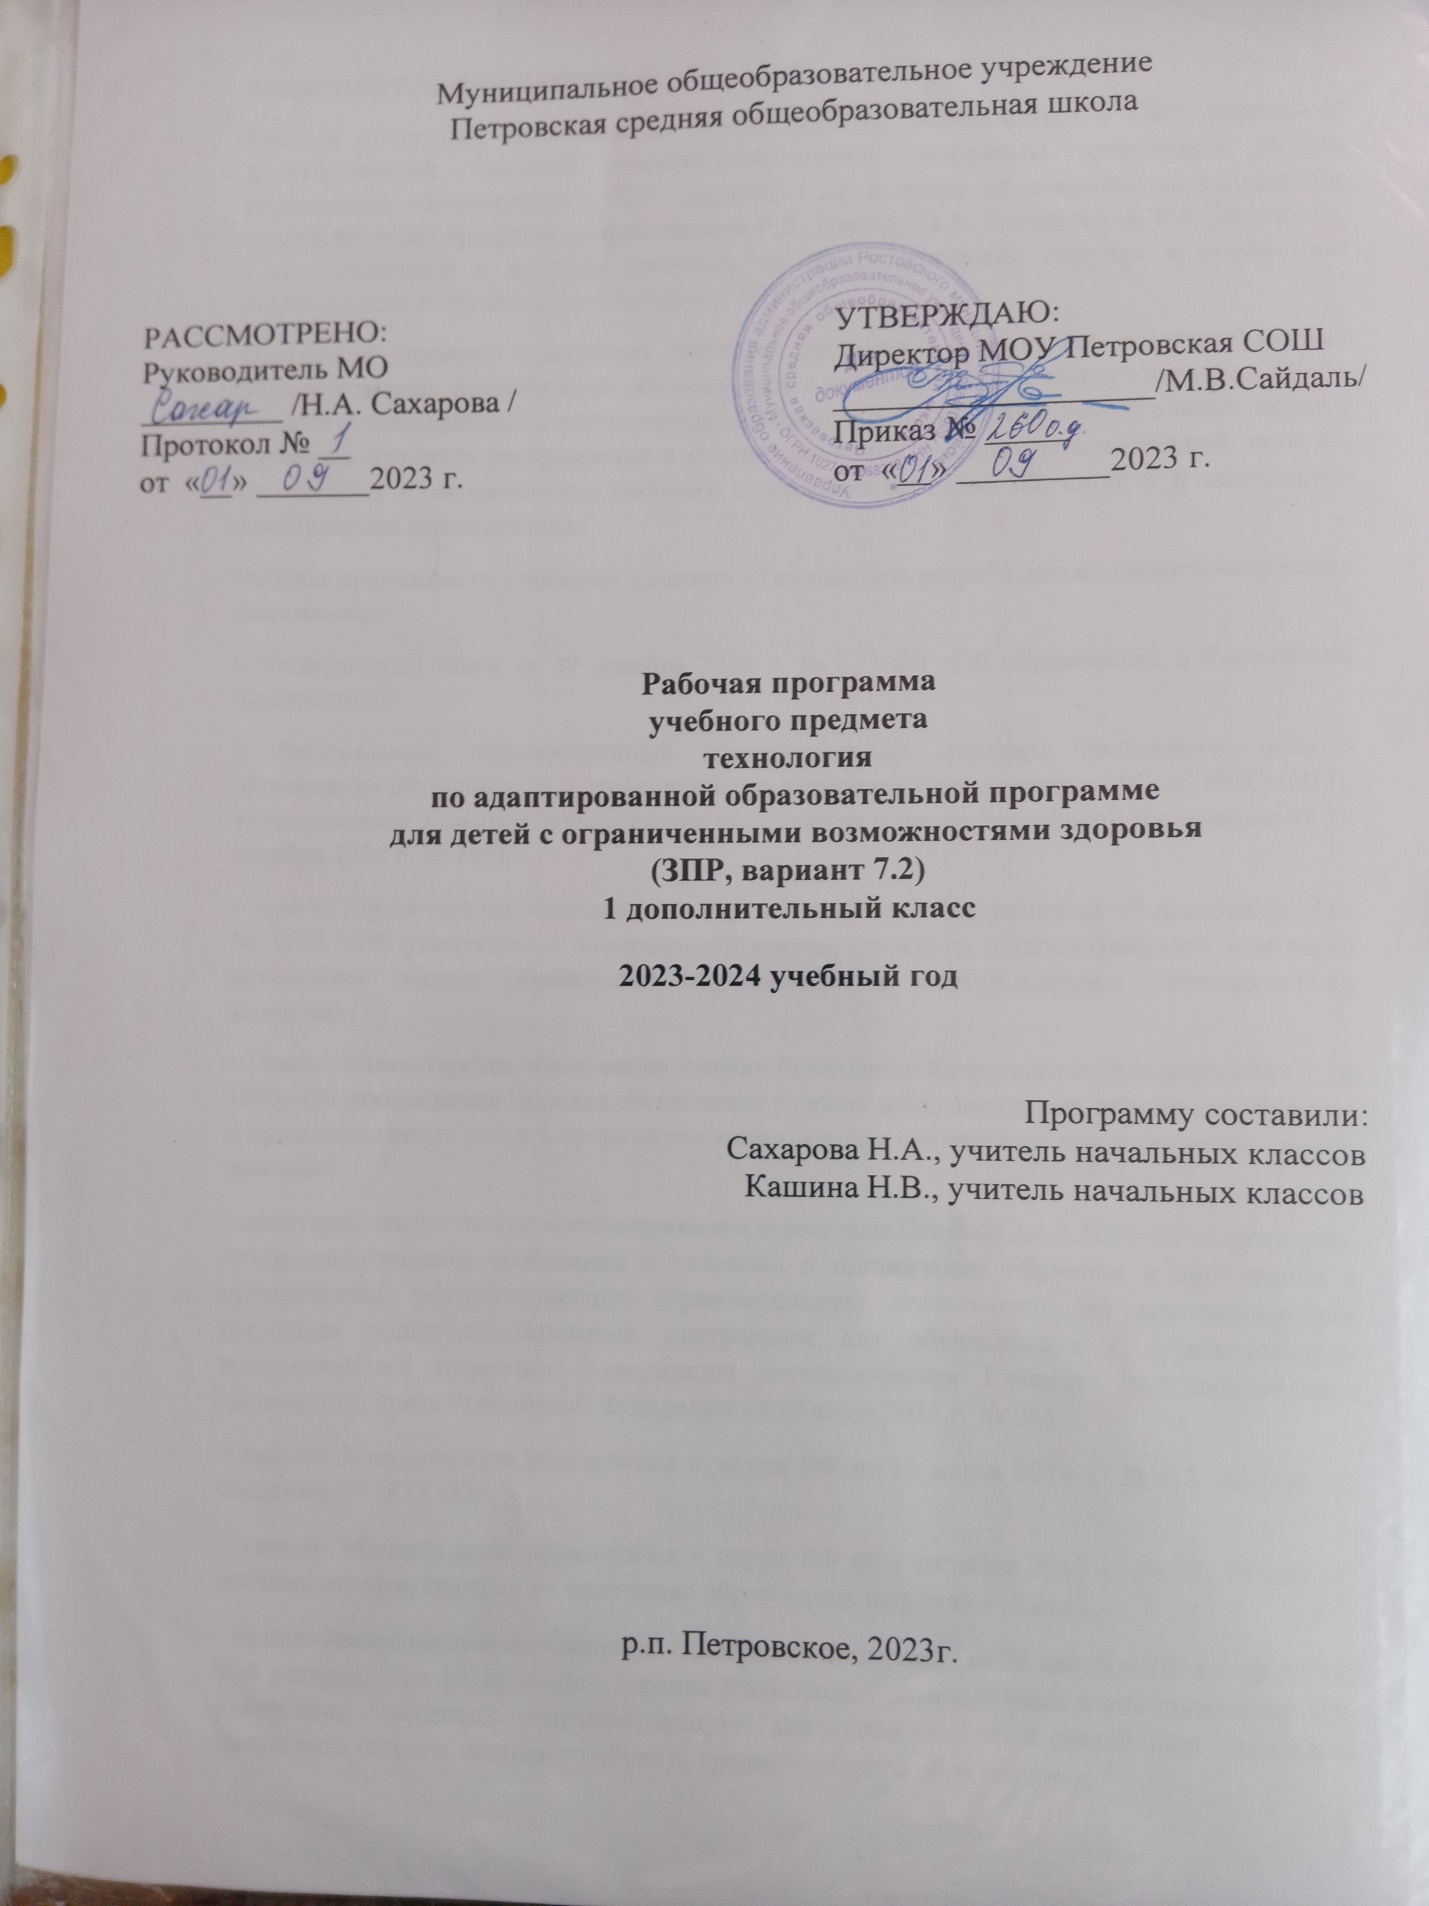 Муниципальное общеобразовательное учреждение
Петровская средняя общеобразовательная школа
РАССМОТРЕНО:
Руководитель МО
Сахар /Н.А. Сахарова /
Протокол № 1
от «01» 09 2023 г.
УТВЕРЖДАЮ:
Директор МОУ Петровская СОШ
/М.В.Сайдаль/
Приказ № 260 о.д.
от «01» 09 2023 г.
Рабочая программа
учебного предмета
технология
по адаптированной образовательной программе
для детей с ограниченными возможностями здоровья
(ЗПР, вариант 7.2)
1 дополнительный класс
2023-2024 учебный год
Программу составили:
Сахарова Н.А., учитель начальных классов
Кашина Н.В., учитель начальных классов
р.п. Петровское, 2023г.